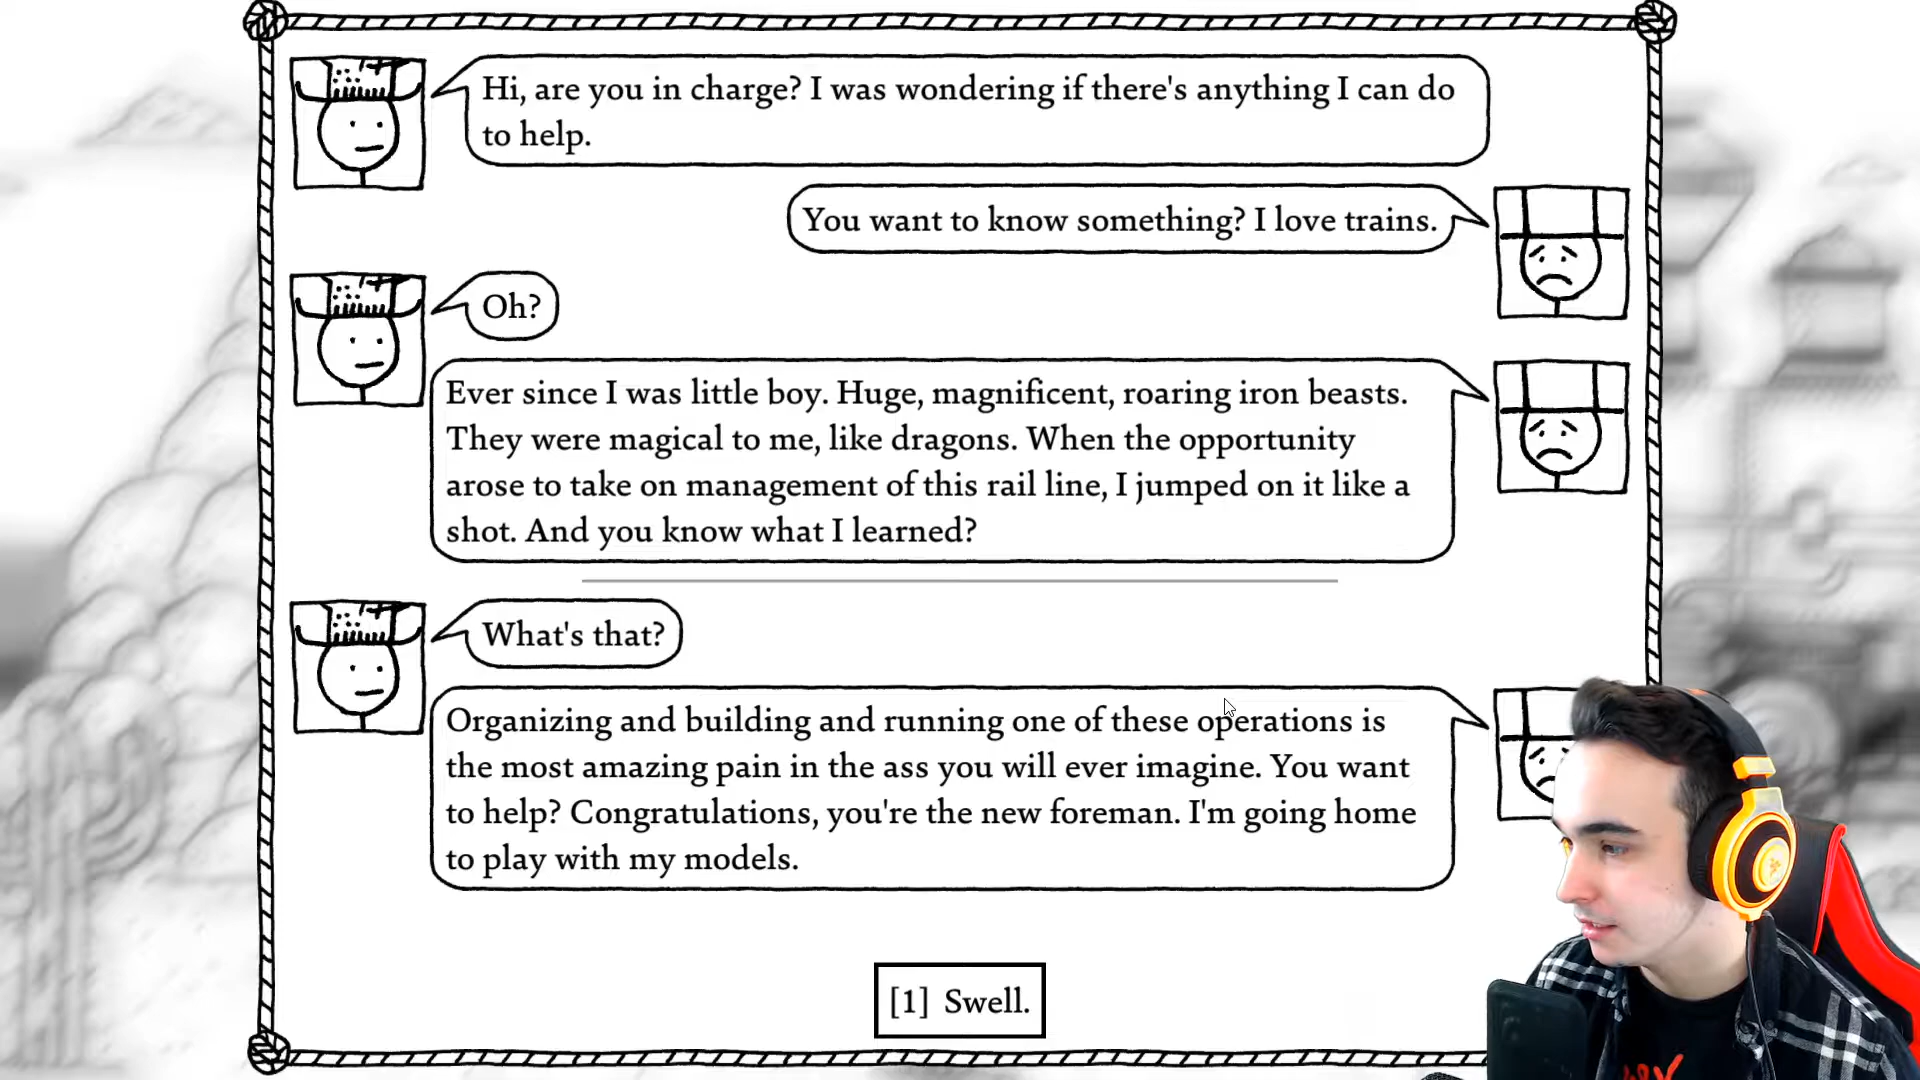 Hi, are you in charge? I was wondering if there's anything I can do
to help.
You want to know something? I love trains.
Oh?
Ever since I was little boy. Huge, magnificent, roaring iron beasts.
They were magical to me, like dragons. When the opportunity
arose to take on management of this rail line, I jumped on it like a
shot. And you know what I learned?
What's that?
Organizing and building and running one of these operations is
the most amazing pain in the ass you will ever imagine. You want
to help? Congratulations, you're the new foreman. I'm going home
to play with my models.
[1] Swell.